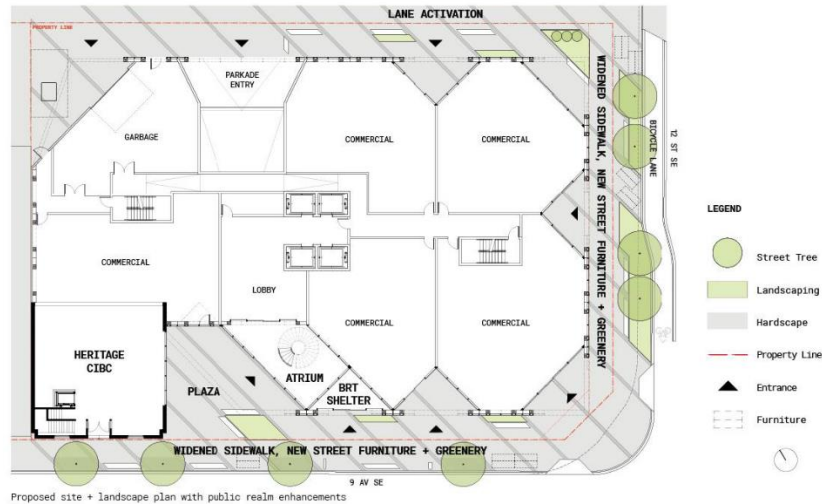 LANE ACTIVATION
PROPERTY LINE
PARKADE
ENTRY
GARBAGE
COMMERCIAL
COMMERCIAL
WIDENED SIDEWALK, NEW STREET FURNITURE + GREENERY
BICYCLE LANE
12 ST SE
COMMERCIAL
LOBBY
COMMERCIAL
COMMERCIAL
HERITAGE
CIBC
PLAZA
ATRIUM
BRT
SHELTER
WIDENED SIDEWALK, NEW STREET FURNITURE + GREENERY
9 AV SE
LEGEND
Street Tree
Landscaping
Hardscape
Property Line
Entrance
Furniture
Proposed site + landscape plan with public realm enhancements